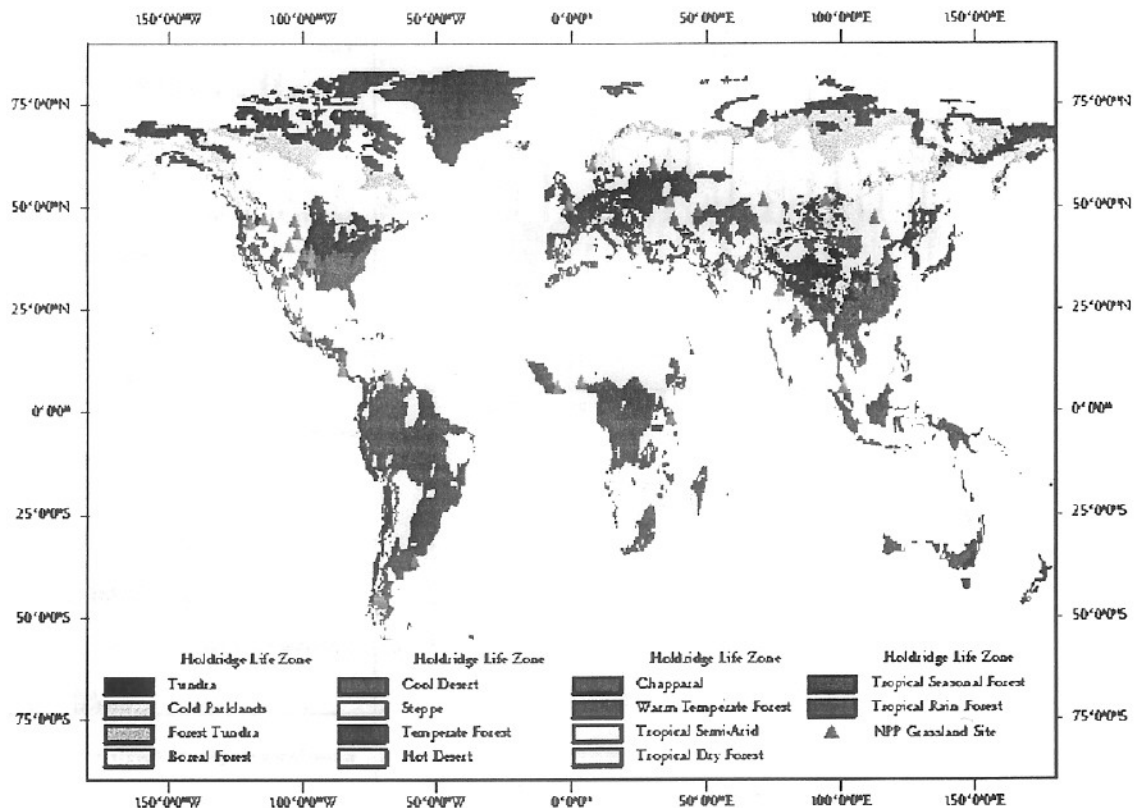 150°0'0"W 100°0'0"W 50°0'0"W 0°0'0" 50°0'0"E 100°0'0"E 150°0'0"E
75°0'0"N 75°0'0"N
50°0'0"N 50°0'0"N
25°0'0"N 25°0'0"N
0°0'0" 0°0'0"
25°0'0"S 25°0'0"S
50°0'0"S 50°0'0"S
75°0'0"S 75°0'0"S
Holdridge Life Zone Holdridge Life Zone Holdridge Life Zone Holdridge Life Zone
Tundra Cool Desert Chapparal Tropical Seasonal Forest
Cold Parklands Steppe Warm Temperate Forest Tropical Rain Forest
Forest Tundra Temperate Forest Tropical Semi-Arid NPP Grassland Site
Boreal Forest Hot Desert Tropical Dry Forest
150°0'0"W 100°0'0"W 50°0'0"W 0°0'0" 50°0'0"E 100°0'0"E 150°0'0"E